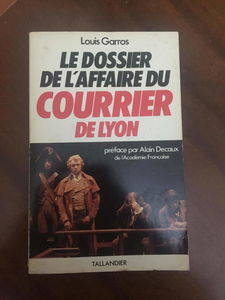 Louis Garros
LE DOSSIER
DE L'AFFAIRE DU
COURRIER
DE LYON
préface par Alain Decaux
de l'Académie Française
TALLANDIER